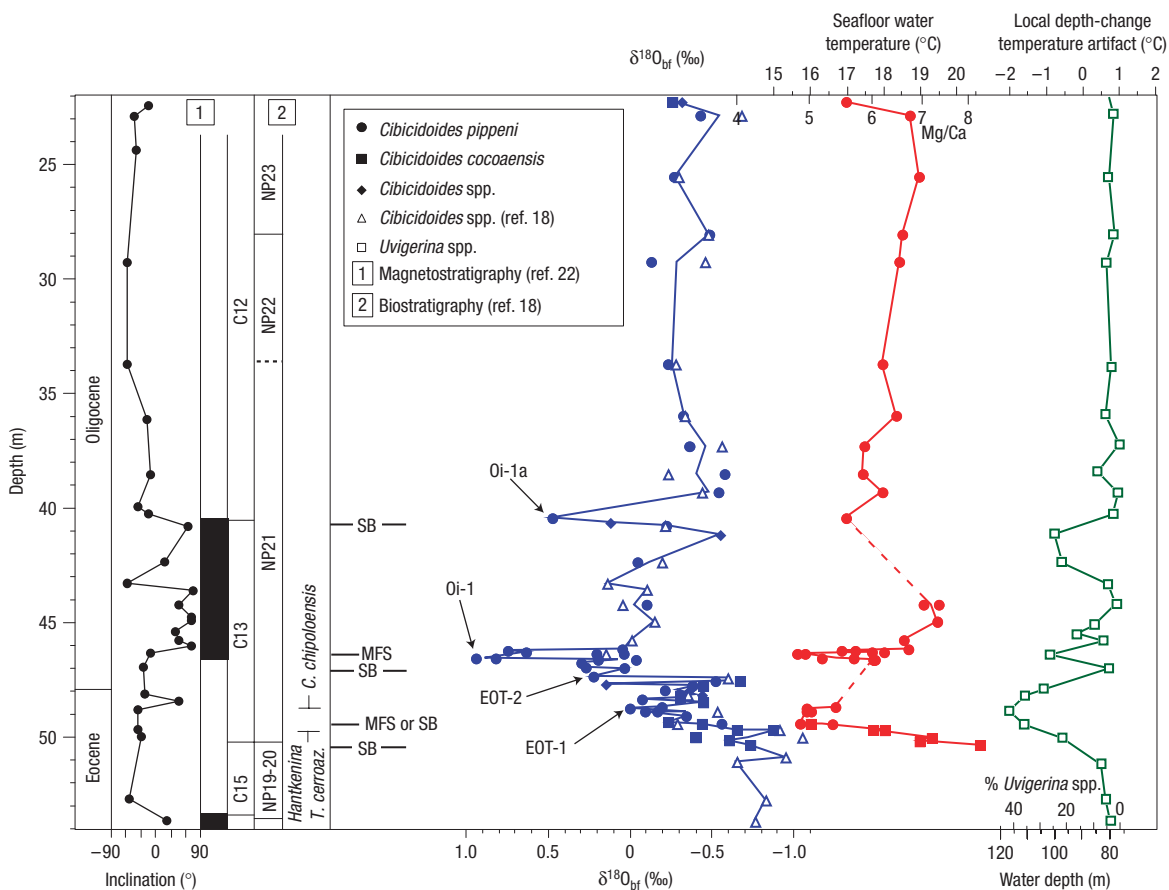 δ18Obf (‰)
Seafloor water
temperature (°C)
Local depth-change
temperature artifact (°C)
15 16 17 18 19 20
–2 –1 0 1 2
4 5 6 7 8
Mg/Ca
1 2
Cibicidoides pippeni
Cibicidoides cocoaensis
Cibicidoides spp.
Cibicidoides spp. (ref. 18)
Uvigerina spp.
1 Magnetostratigraphy (ref. 22)
2 Biostratigraphy (ref. 18)
Depth (m)
25
30
35
40
45
50
Oligocene
Eocene
C12
C13
C15
NP23
NP22
NP21
NP19-20
C. chipoloensis
Hantkenina
T. cerroaz.
SB
MFS
SB
MFS or SB
SB
Oi-1a
Oi-1
EOT-2
EOT-1
% Uvigerina spp.
40 20 0
–90 0 90
Inclination (°)
1.0 0.5 0 –0.5 –1.0
δ18Obf (‰)
120 100 80
Water depth (m)